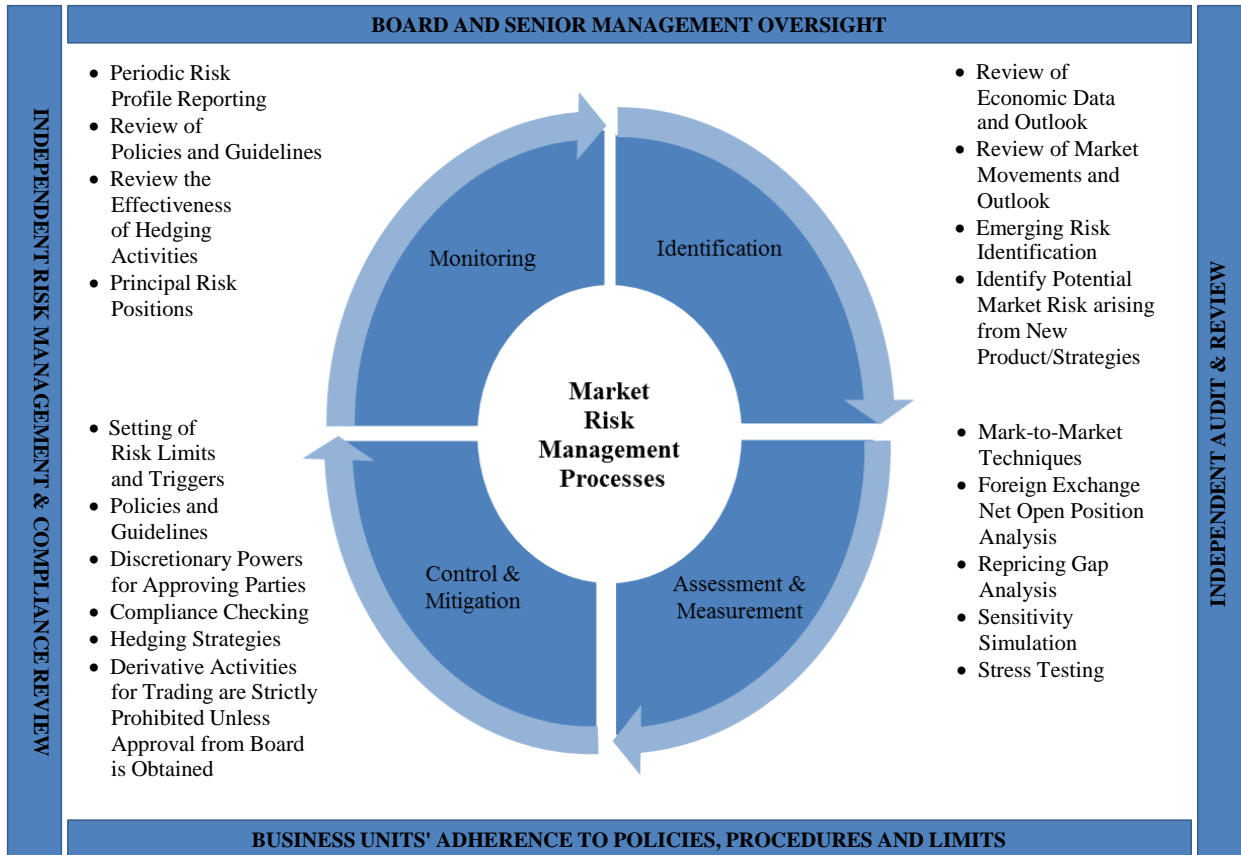 BOARD AND SENIOR MANAGEMENT OVERSIGHT
INDEPENDENT RISK MANAGEMENT & COMPLIANCE REVIEW
• Periodic Risk
Profile Reporting
• Review of
Policies and Guidelines
• Review the
Effectiveness
of Hedging
Activities
• Principal Risk
Positions
Monitoring
Identification
• Review of
Economic Data
and Outlook
• Review of Market
Movements and
Outlook
• Emerging Risk
Identification
• Identify Potential
Market Risk arising
from New
Product/Strategies
Market
Risk
Management
Processes
• Setting of
Risk Limits
and Triggers
• Policies and
Guidelines
• Discretionary Powers
for Approving Parties
• Compliance Checking
• Hedging Strategies
• Derivative Activities
for Trading are Strictly
Prohibited Unless
Approval from Board
is Obtained
Control &
Mitigation
Assessment &
Measurement
• Mark-to-Market
Techniques
• Foreign Exchange
Net Open Position
Analysis
• Repricing Gap
Analysis
• Sensitivity
Simulation
• Stress Testing
INDEPENDENT AUDIT & REVIEW
BUSINESS UNITS' ADHERENCE TO POLICIES, PROCEDURES AND LIMITS